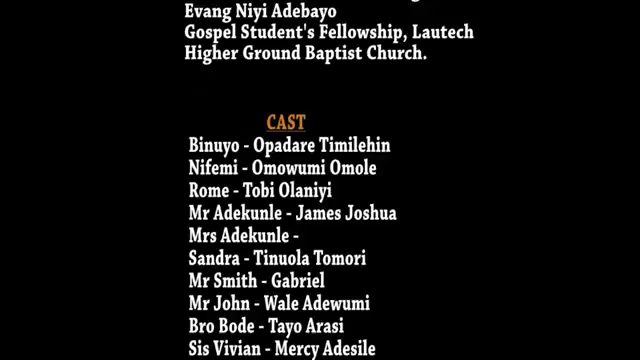 Evang Niyi Adebayo
Gospel Student's Fellowship, Lautech
Higher Ground Baptist Church.
CAST
Binuyo - Opadare Timilehin
Nifemi - Omowumi Omole
Rome - Tobi Olaniyi
Mr Adekunle - James Joshua
Mrs Adekunle -
Sandra - Tinuola Tomori
Mr Smith - Gabriel
Mr John - Wale Adewumi
Bro Bode - Tayo Arasi
Sis Vivian - Mercy Adesile